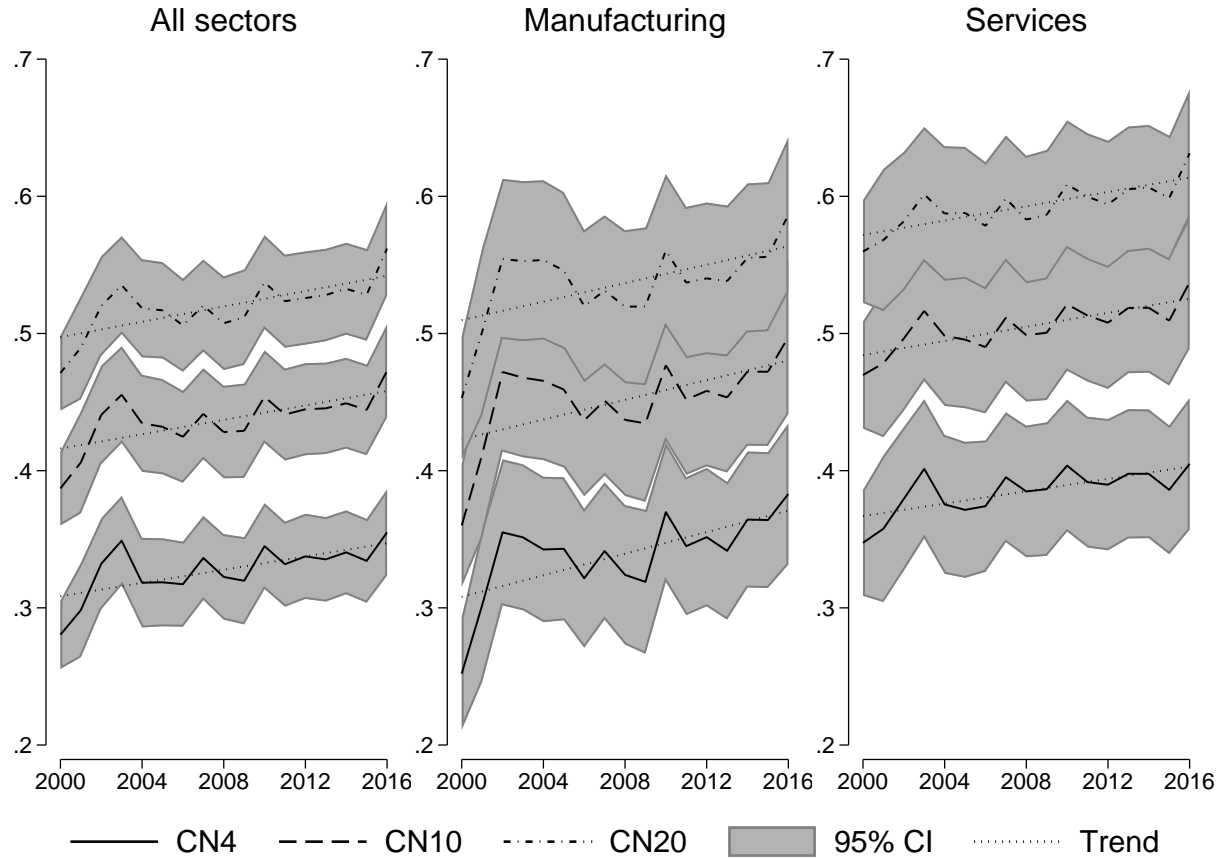 All sectors
Manufacturing
Services
.7
.6
.5
.4
.3
.2
2000 2004 2008 2012 2016
.7
.6
.5
.4
.3
.2
2000 2004 2008 2012 2016
.7
.6
.5
.4
.3
.2
2000 2004 2008 2012 2016
CN4 CN10 CN20 95% CI Trend